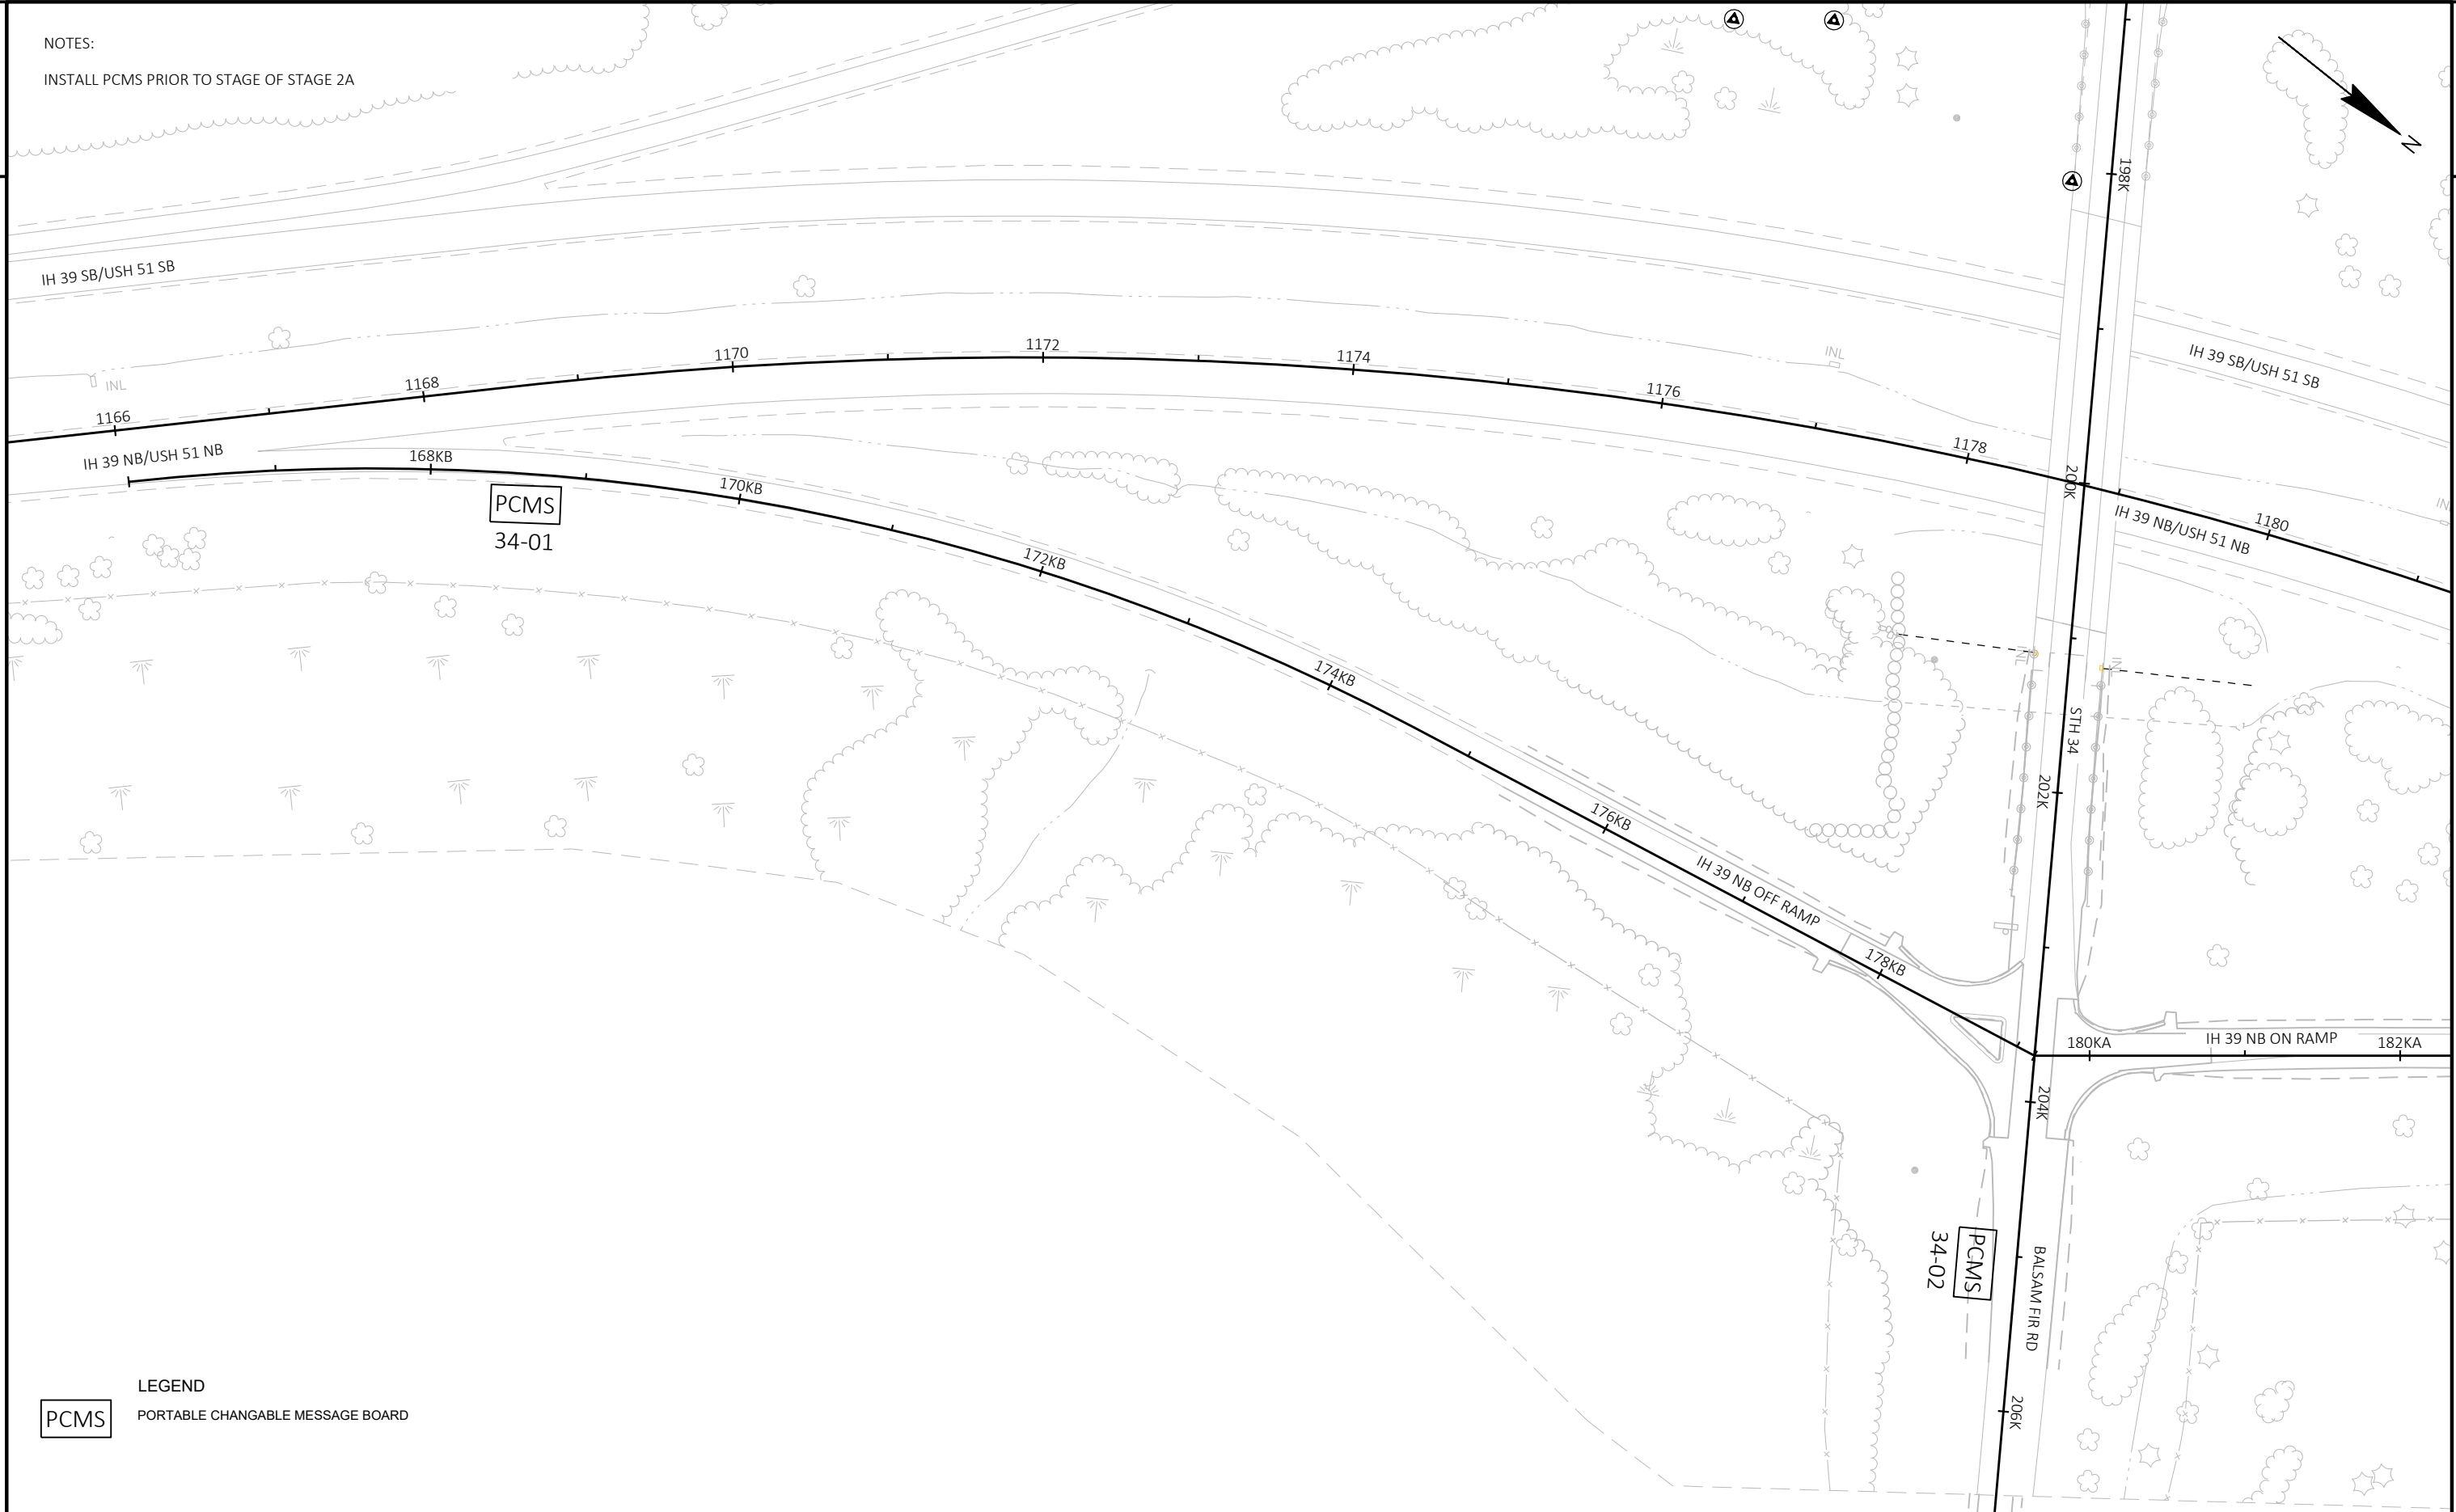 NOTES:
INSTALL PCMS PRIOR TO STAGE OF STAGE 2A
N
198K
IH 39 SB/USH 51 SB
INL
1166
1168
1170
1172
1174
INL
1176
1178
IH 39 SB/USH 51 SB
IH 39 NB/USH 51 NB
168KB
PCMS
34-01
170KB
172KB
174KB
200K
IH 39 NB/USH 51 NB
1180
INL
STH 34
202K
176KB
IH 39 NB OFF RAMP
178KB
180KA
IH 39 NB ON RAMP
182KA
204K
PCMS
34-02
BALSAM FIR RD
206K
LEGEND
PCMS
PORTABLE CHANGABLE MESSAGE BOARD